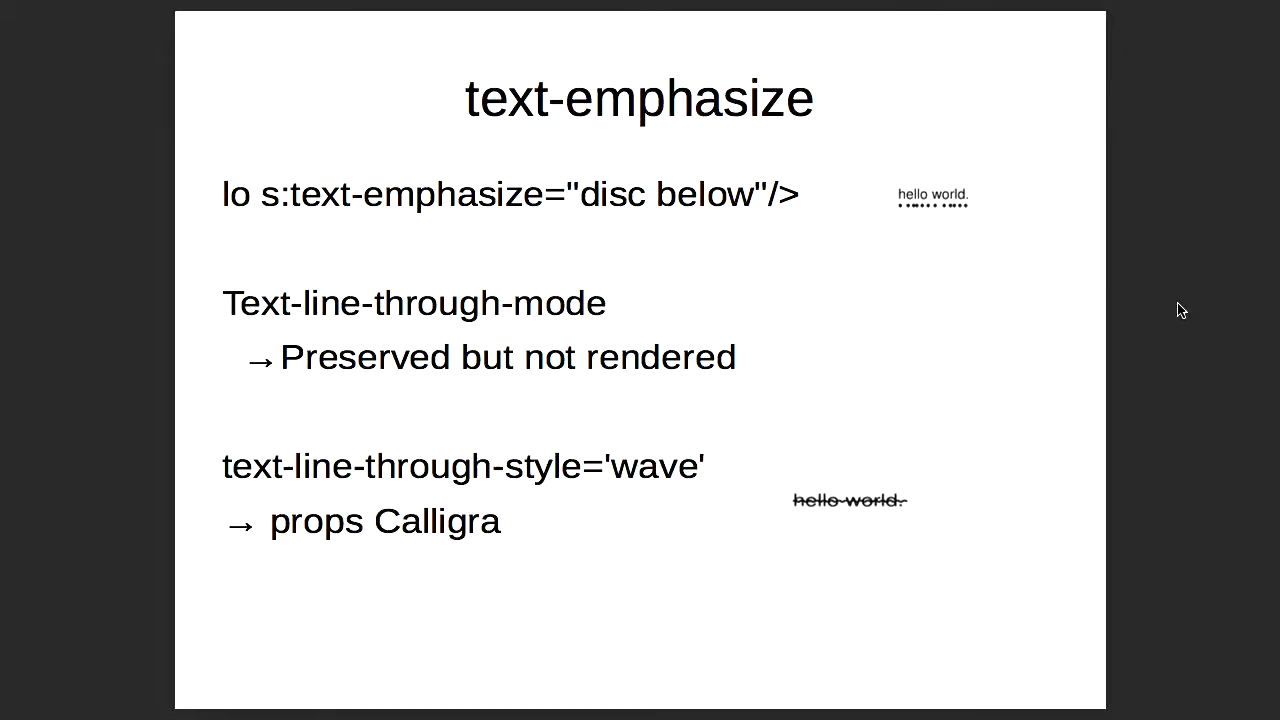 text-emphasize
lo s:text-emphasize="disc below"/>
hello world.
Text-line-through-mode
→Preserved but not rendered
text-line-through-style='wave'
hello world.
→ props Calligra